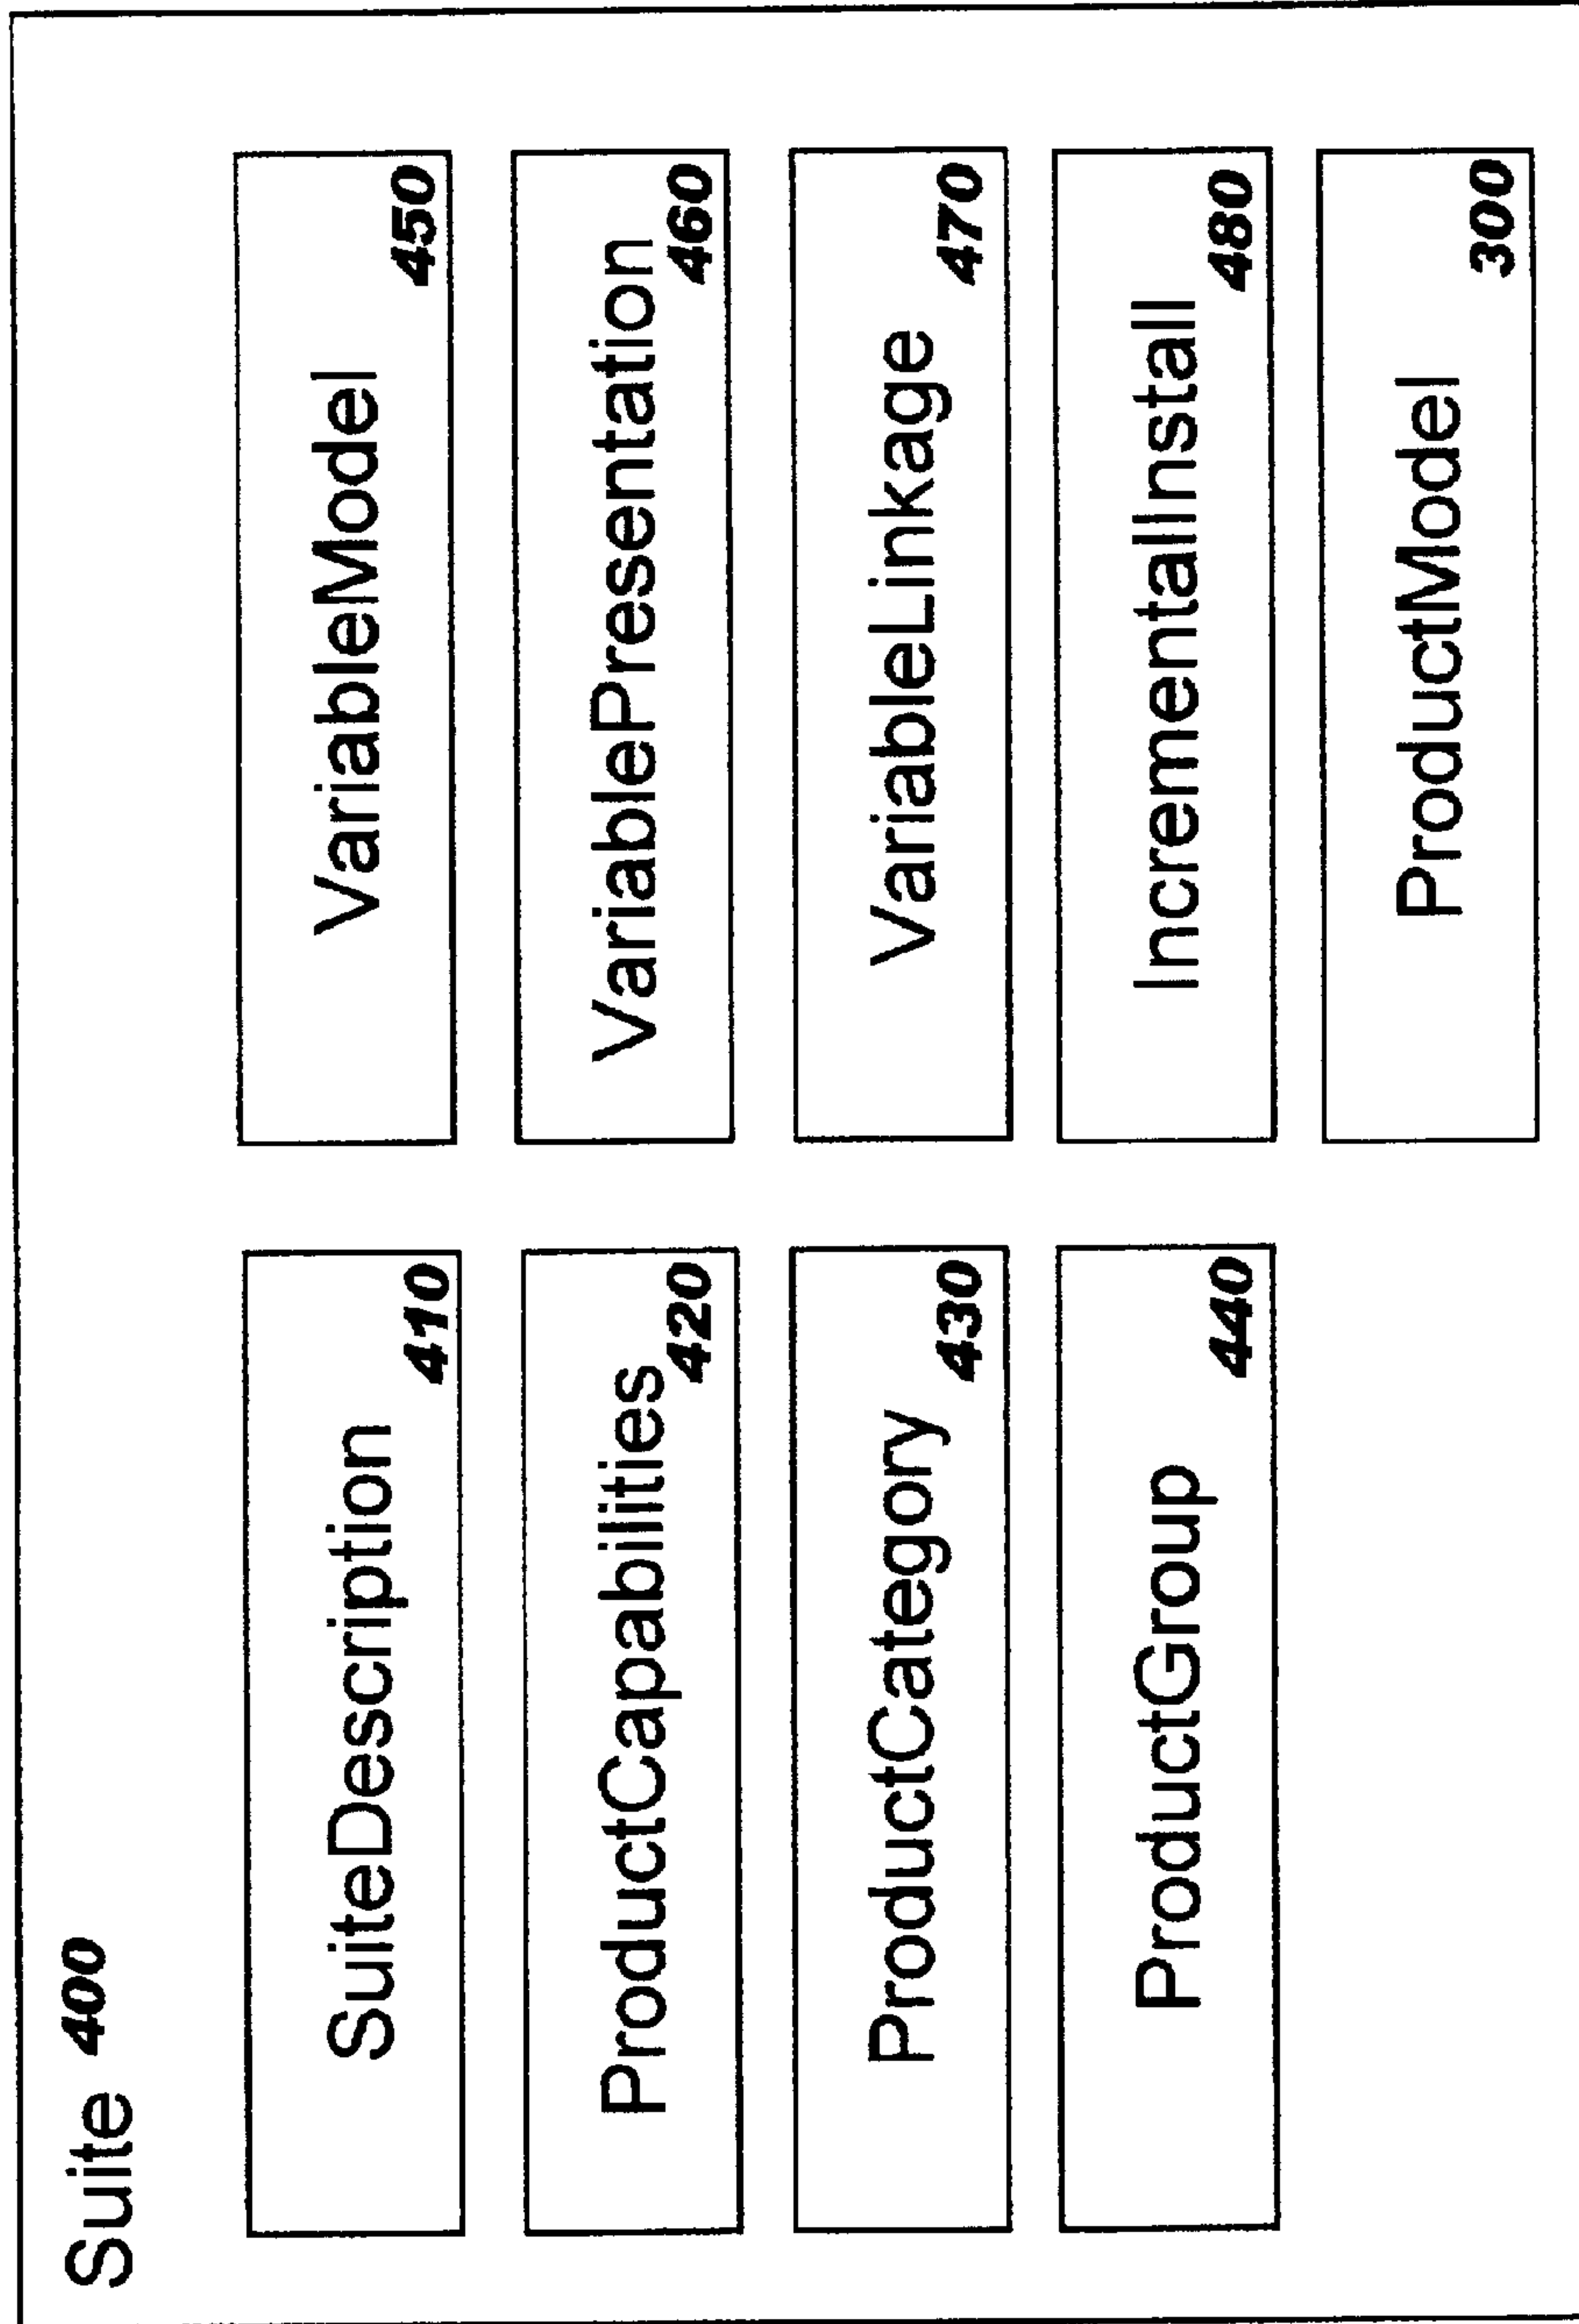 Suite 400
SuiteDescription
410
ProductCapabilities
420
ProductCategory
430
ProductGroup
440
VariableModel
450
VariablePresentation
460
VariableLinkage
470
IncrementalInstall
480
ProductModel
300